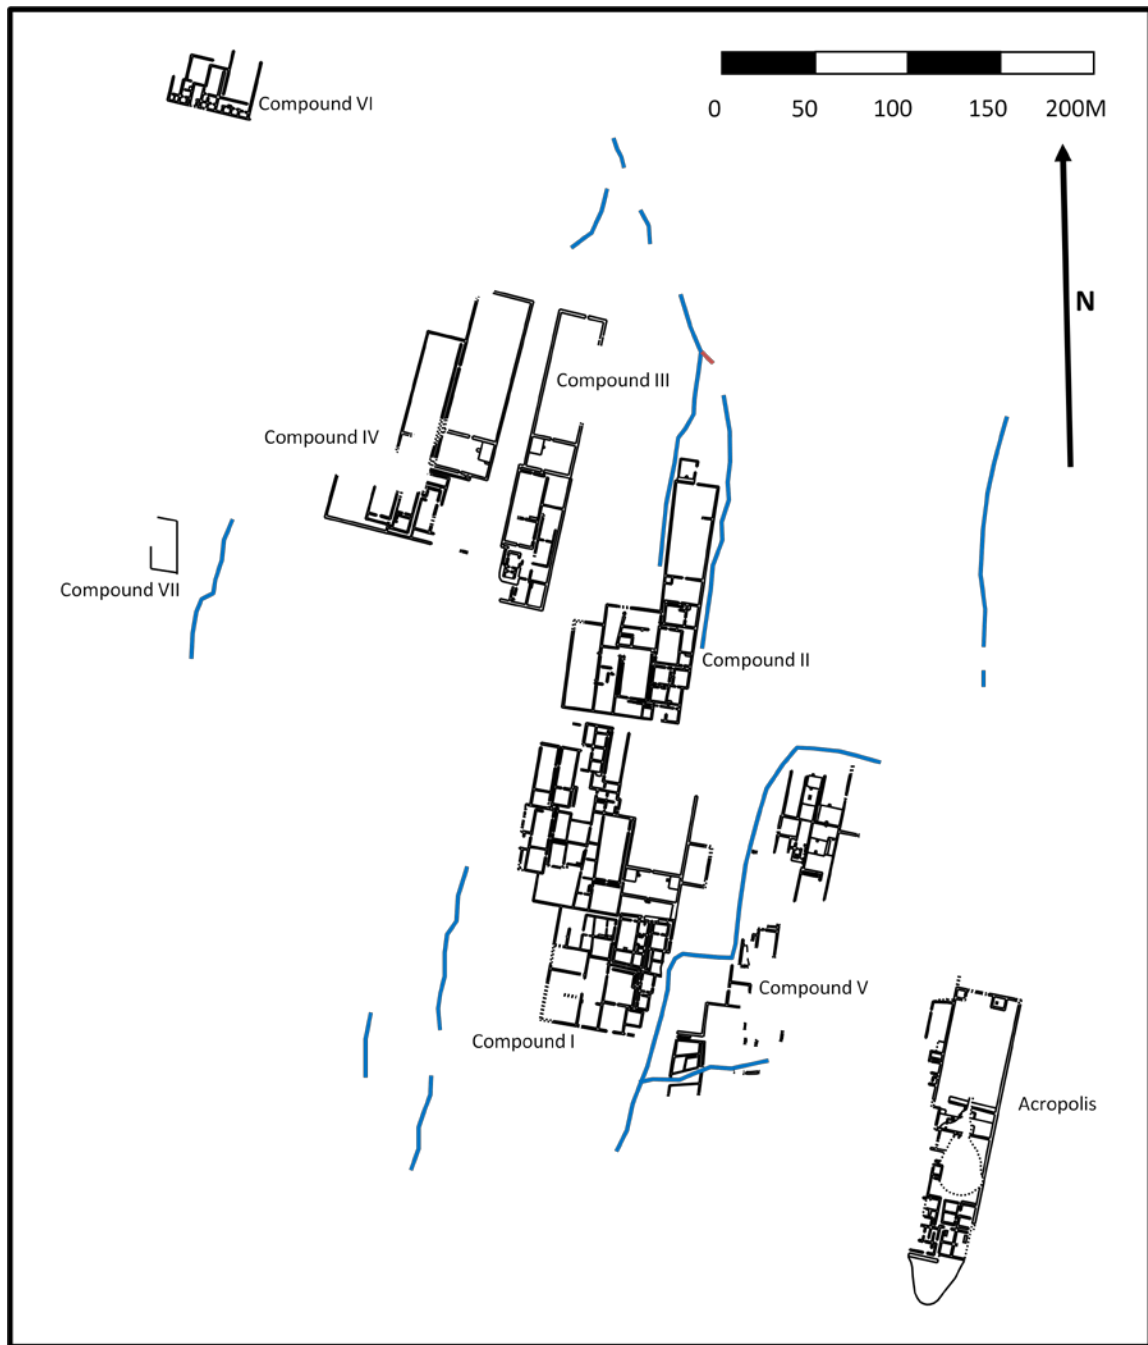 Compound VI
0 50 100 150 200M
N
Compound III
Compound IV
Compound VII
Compound II
Compound V
Compound I
Acropolis